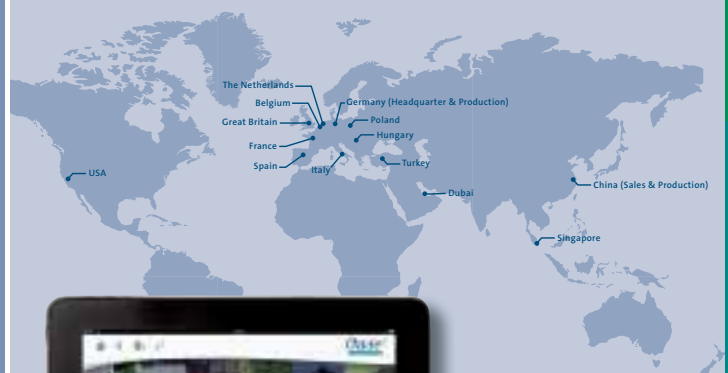 The Netherlands
Belgium
Germany (Headquarter & Production)
Great Britain
Poland
Hungary
France
Spain
Italy
Turkey
USA
Dubai
China (Sales & Production)
Singapore
Oase